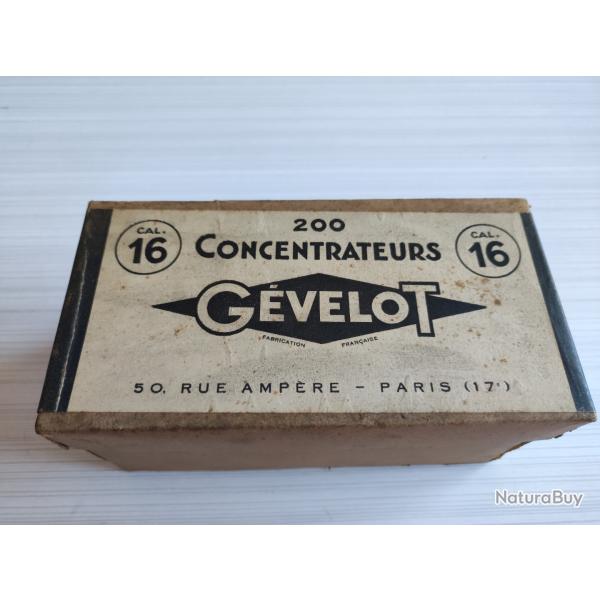 200
CAL. 16 CONCENTRATEURS CAL. 16
GÉVELOT
FABRICATION FRANÇAISE
50, RUE AMPÈRE – PARIS (17ᵉ)
NaturaBuy